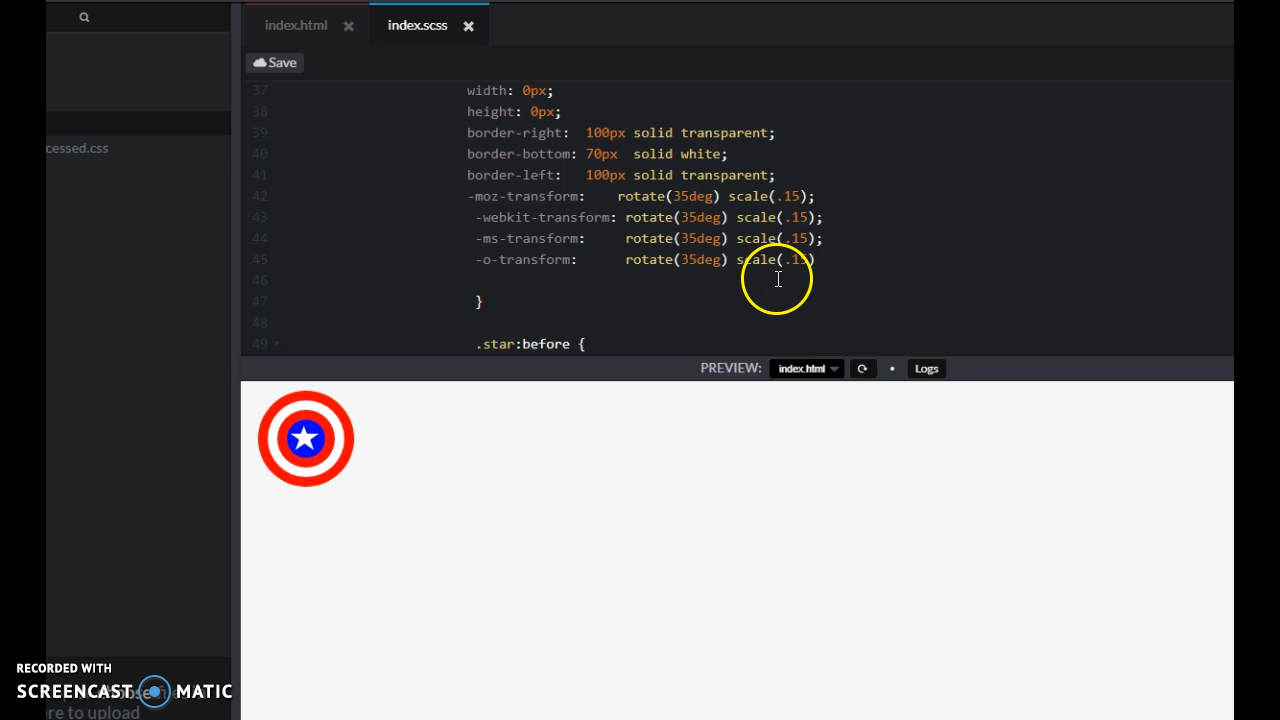 index.html
index.scss
Save
cessed.css
37 width: 0px;
38 height: 0px;
39 border-right: 100px solid transparent;
40 border-bottom: 70px solid white;
41 border-left: 100px solid transparent;
42 -moz-transform: rotate(35deg) scale(.15);
43 -webkit-transform: rotate(35deg) scale(.15);
44 -ms-transform: rotate(35deg) scale(.15);
45 -o-transform: rotate(35deg) scale(.15)
46
47 }
48
49 .star:before {
PREVIEW: index.html Logs
RECORDED WITH
SCREENCAST MATIC
re to upload